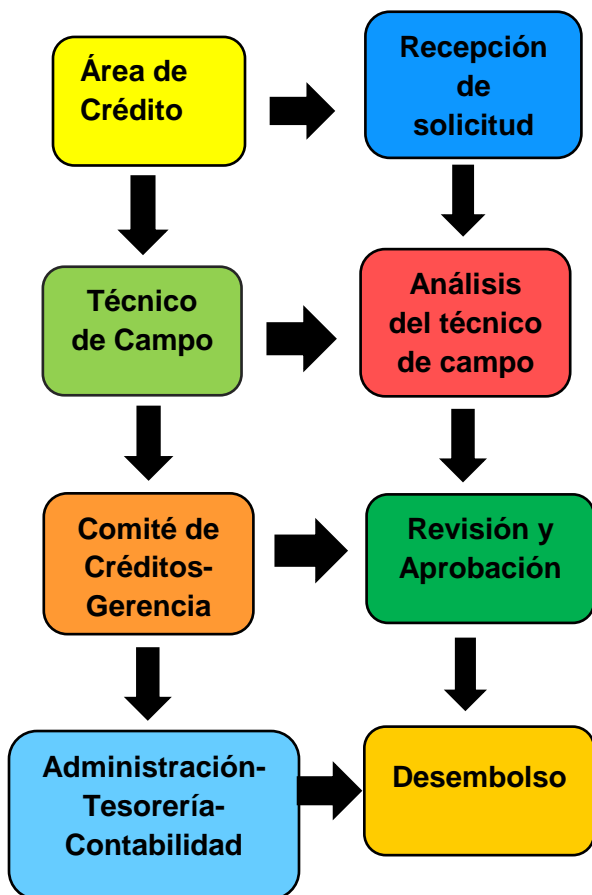 Área de
Crédito
Recepción
de
solicitud
Técnico
de Campo
Análisis
del técnico
de campo
Comité de
Créditos-
Gerencia
Revisión y
Aprobación
Administración-
Tesorería-
Contabilidad
Desembolso